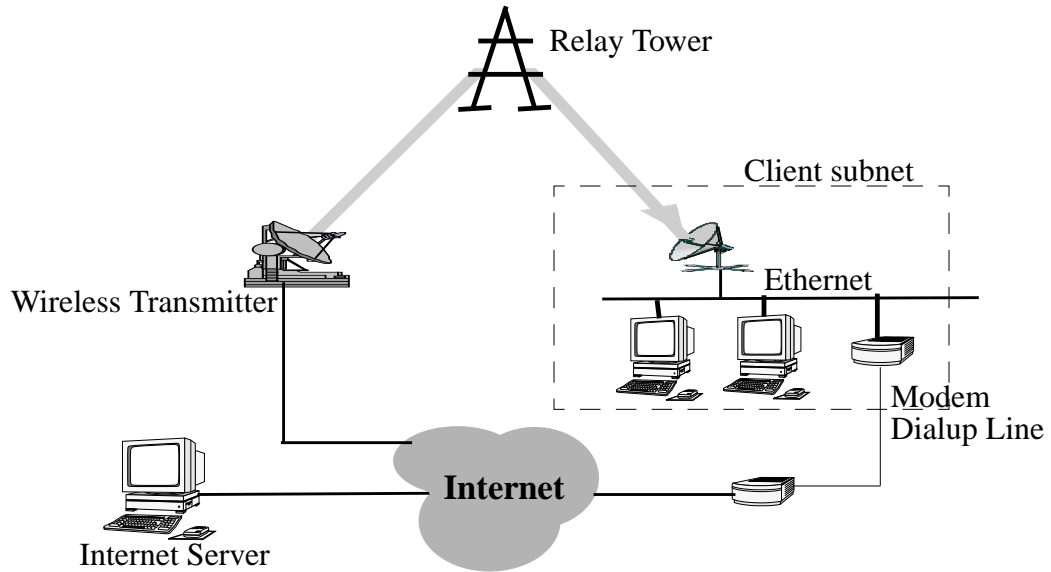 Relay Tower
Client subnet
Ethernet
Wireless Transmitter
Modem
Dialup Line
Internet
Internet Server